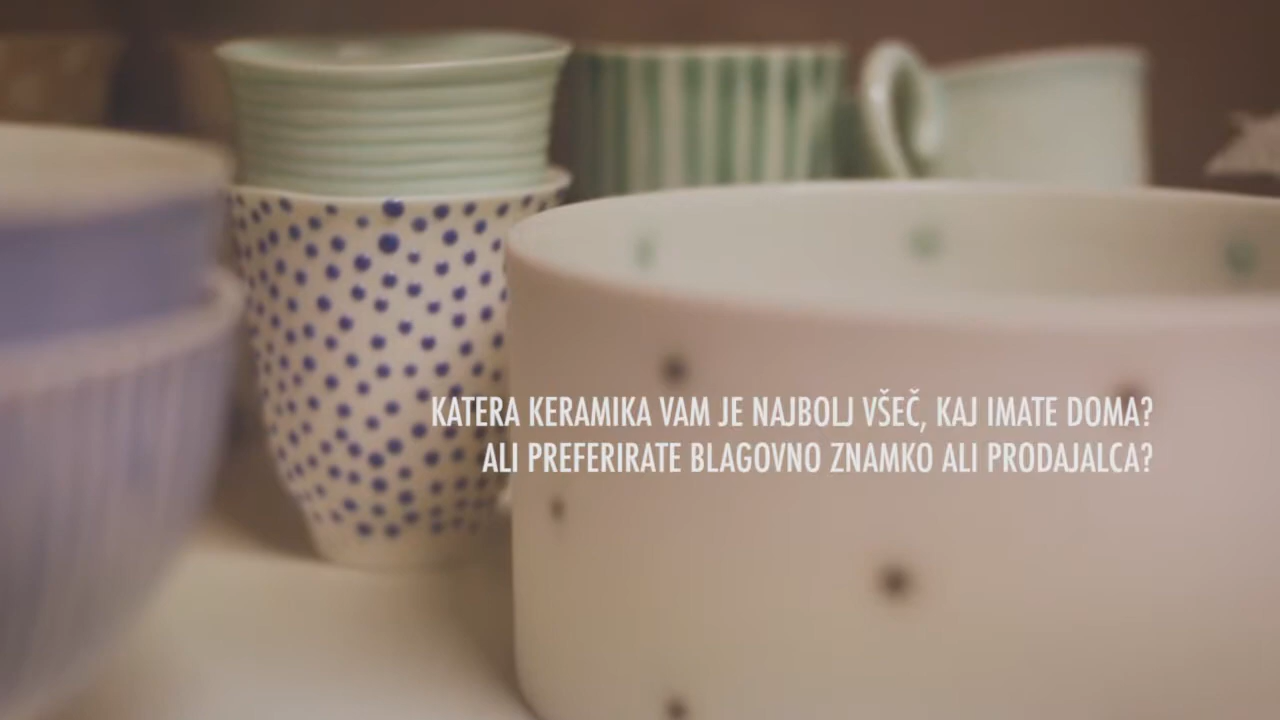 KATERA KERAMIKA VAM JE NAJBOLJ VŠEČ, KAJ IMATE DOMA?
ALI PREFERIRATE BLAGOVNO ZNAMKO ALI PRODAJALCA?